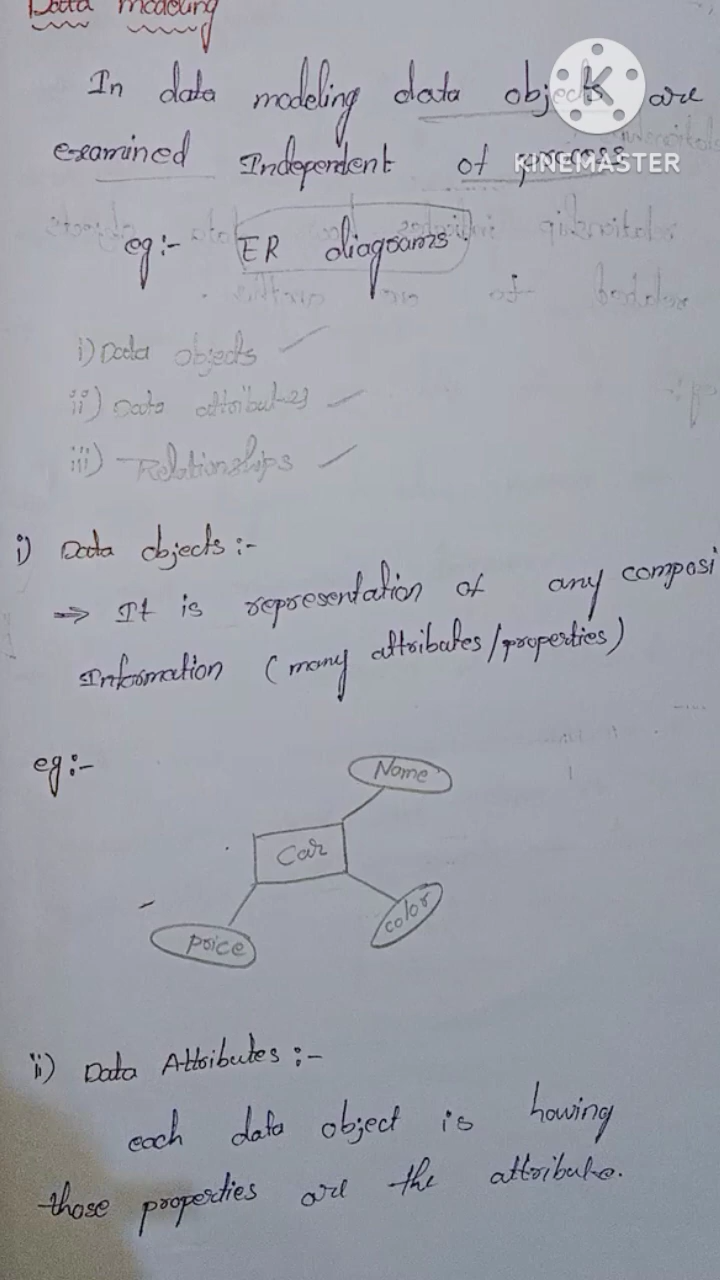 Data modeling
In data modeling data objects are
examined Independent of process
KINEMASTER
eg:- ER diagrams
i) Data objects
ii) Data attributes
iii) Relationships
i) Data objects :-
⇒ It is representation of any composi
Information (many attributes/properties)
eg:-
Name
Car
color
price
ii) Data Attributes :-
each data object is having
those properties are the attribute.